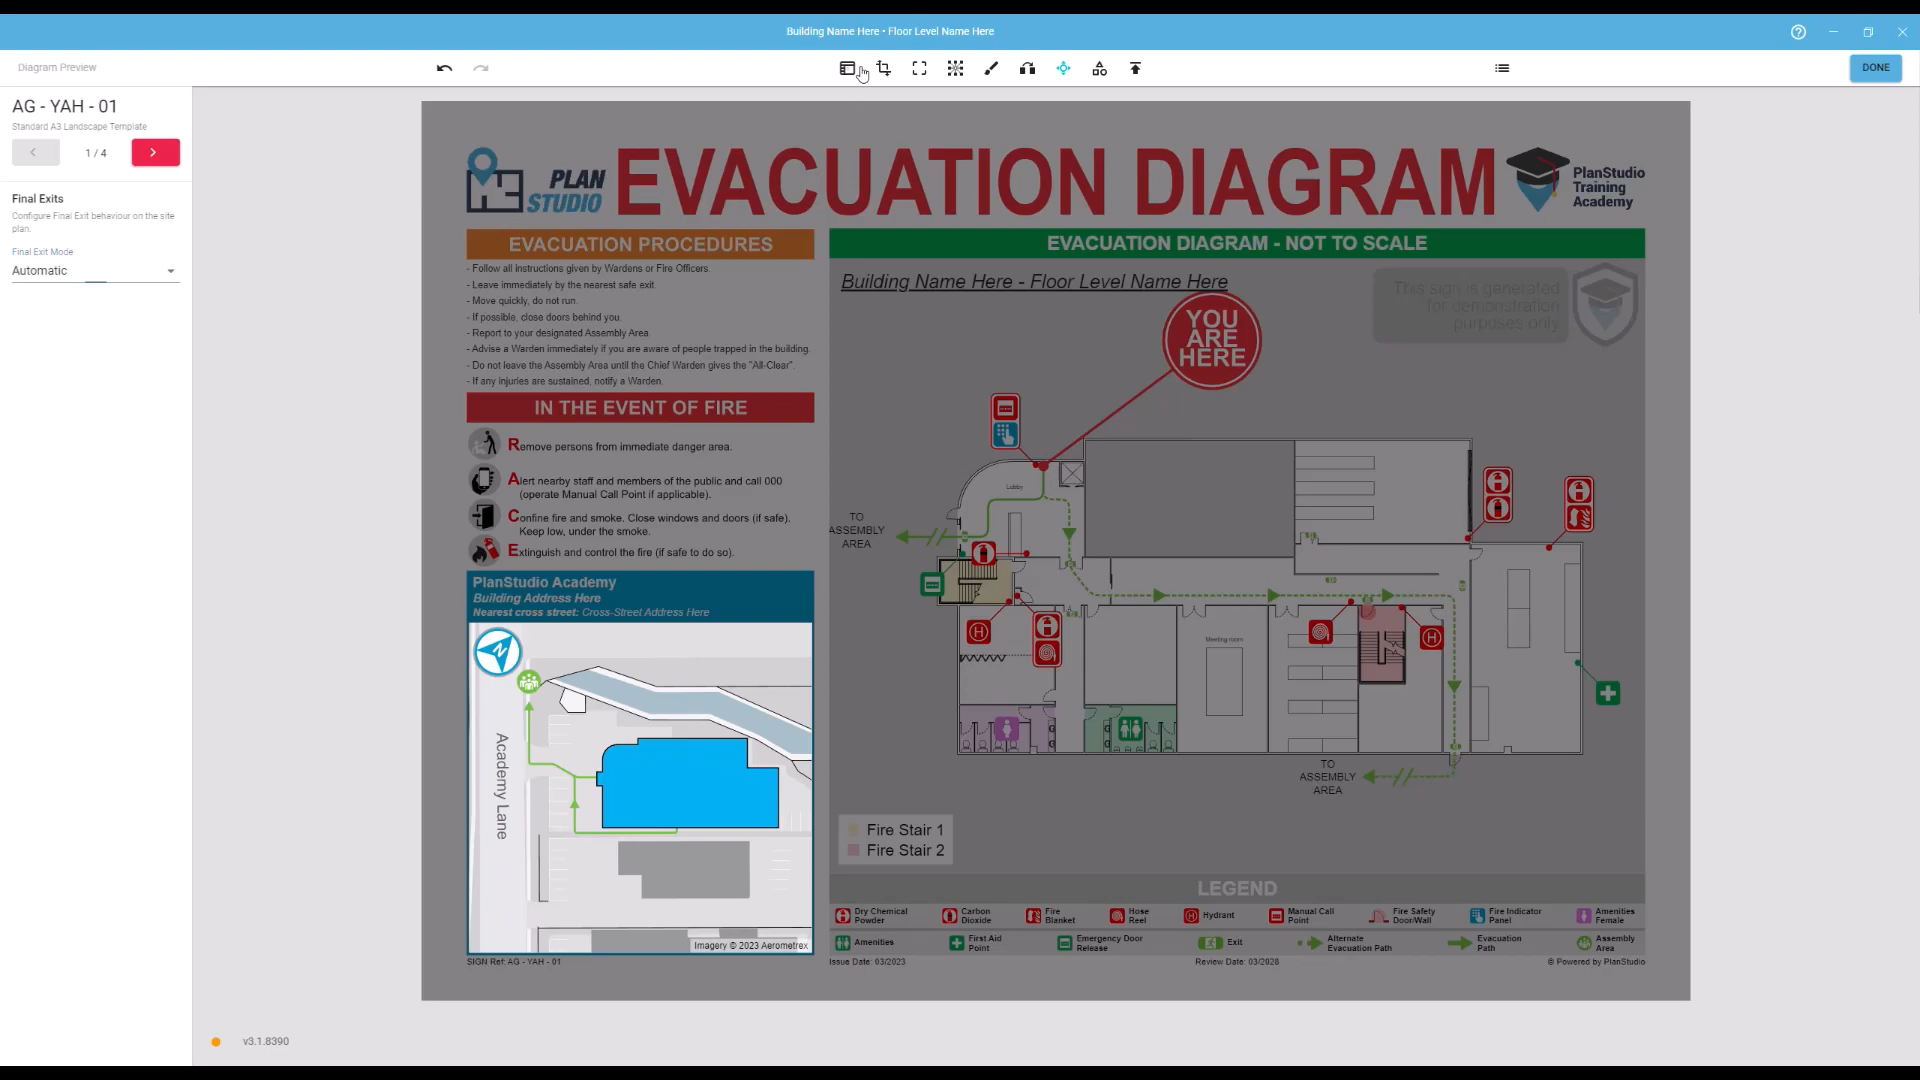 Building Name Here • Floor Level Name Here
Diagram Preview
DONE
AG - YAH - 01
Standard A3 Landscape Template
1 / 4
Final Exits
Configure Final Exit behaviour on the site
plan.
Final Exit Mode
Automatic
PLAN
STUDIO
EVACUATION DIAGRAM
PlanStudio
Training
Academy
EVACUATION PROCEDURES
- Follow all instructions given by Wardens or Fire Officers.
- Leave immediately by the nearest safe exit.
- Move quickly, do not run.
- If possible, close doors behind you.
- Report to your designated Assembly Area.
- Advise a Warden immediately if you are aware of people trapped in the building.
- Do not leave the Assembly Area until the Chief Warden gives the "All-Clear".
- If any injuries are sustained, notify a Warden.
IN THE EVENT OF FIRE
Remove persons from immediate danger area.
Alert nearby staff and members of the public and call 000
(operate Manual Call Point if applicable).
Confine fire and smoke. Close windows and doors (if safe).
Keep low, under the smoke.
Extinguish and control the fire (if safe to do so).
PlanStudio Academy
Building Address Here
Nearest cross street: Cross-Street Address Here
N
Academy Lane
Imagery © 2023 Aerometrex
SIGN Ref: AG - YAH - 01
EVACUATION DIAGRAM - NOT TO SCALE
Building Name Here - Floor Level Name Here
This sign is generated
for demonstration
purposes only
YOU
ARE
HERE
Lobby
TO
ASSEMBLY
AREA
H
H
Meeting room
TO
ASSEMBLY
AREA
Fire Stair 1
Fire Stair 2
LEGEND
Dry Chemical
Powder
Carbon
Dioxide
Fire
Blanket
Hose
Reel
H
Hydrant
Manual Call
Point
Fire Safety
Door/Wall
Fire Indicator
Panel
Amenities
Female
Amenities
First Aid
Point
Emergency Door
Release
Exit
Alternate
Evacuation Path
Evacuation
Path
Assembly
Area
Issue Date: 03/2023
Review Date: 03/2028
© Powered by PlanStudio
v3.1.8390